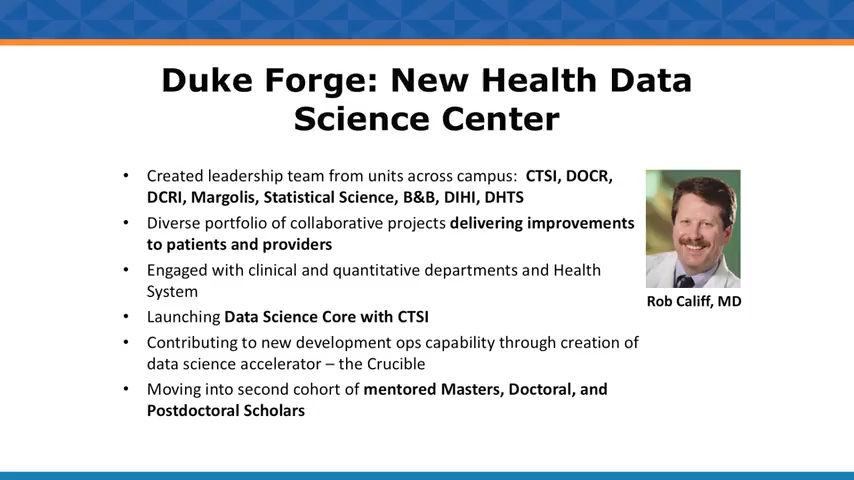 Duke Forge: New Health Data
Science Center
• Created leadership team from units across campus:  CTSI, DOCR,
DCRI, Margolis, Statistical Science, B&B, DIHI, DHTS
• Diverse portfolio of collaborative projects delivering improvements
to patients and providers
• Engaged with clinical and quantitative departments and Health
System
• Launching Data Science Core with CTSI
• Contributing to new development ops capability through creation of
data science accelerator – the Crucible
• Moving into second cohort of mentored Masters, Doctoral, and
Postdoctoral Scholars
Rob Califf, MD